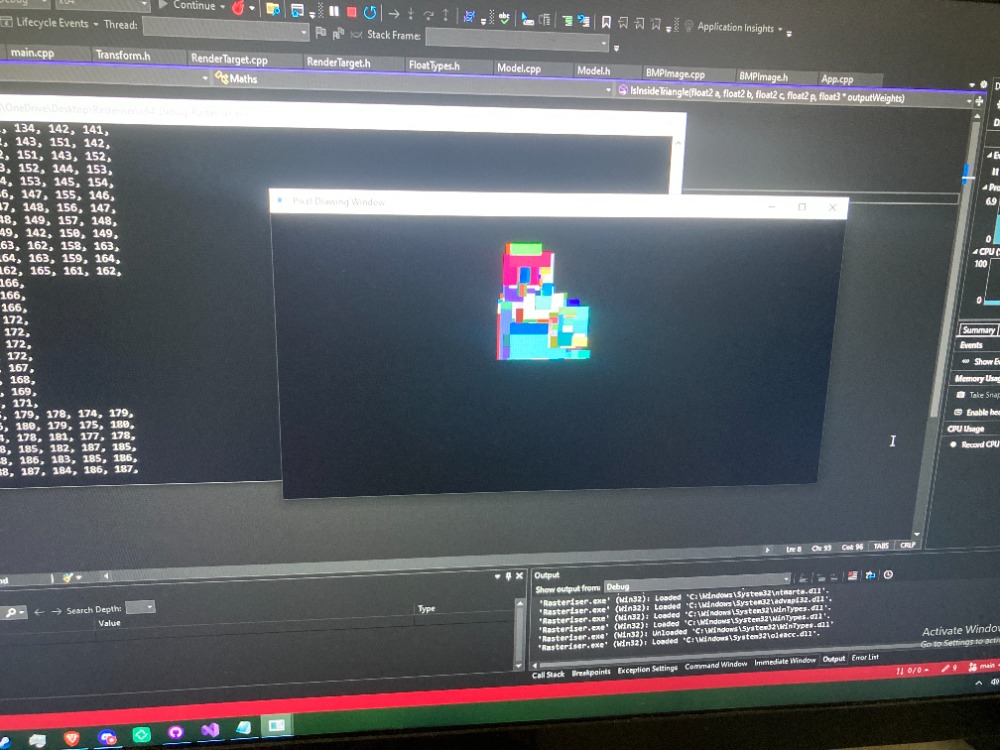 Continue
Application Insights
Lifecycle Events
Thread:
Stack Frame:
main.cpp
Transform.h
RenderTarget.cpp
RenderTarget.h
FloatTypes.h
Model.cpp
Model.h
BMPImage.cpp
BMPImage.h
App.cpp
Maths
IsInsideTriangle(float2 a, float2 b, float2 c, float2 p, float3 * outputWeights)
, 134, 142, 141,
, 143, 151, 142,
2, 151, 143, 152,
3, 152, 144, 153,
4, 153, 145, 154,
6, 147, 155, 146,
47, 148, 156, 147,
48, 149, 157, 148,
49, 142, 150, 149,
63, 162, 158, 163,
64, 163, 159, 164,
162, 165, 161, 162,
166,
166,
166,
172,
172,
172,
172,
167,
168,
169,
171,
, 179, 178, 174, 179,
, 180, 179, 175, 180,
, 178, 181, 177, 178,
8, 185, 182, 187, 185,
8, 186, 183, 185, 186,
8, 187, 184, 186, 187,
Pixel Drawing Window
6.9
0
CPU
100
0
Summary
Events
Show E
Memory Usa
Take Snap
Enable hea
CPU Usage
Record CPU
Ln: 8
Ch: 93
Col: 96
TABS
CRLF
Search Depth:
Value
Type
Output
Show output from:
Debug
'Rasteriser.exe' (Win32): Loaded 'C:\Windows\System32\ntmarta.dll'.
'Rasteriser.exe' (Win32): Loaded 'C:\Windows\System32\advapi32.dll'.
'Rasteriser.exe' (Win32): Loaded 'C:\Windows\System32\WinTypes.dll'.
'Rasteriser.exe' (Win32): Loaded 'C:\Windows\System32\WinTypes.dll'.
'Rasteriser.exe' (Win32): Unloaded 'C:\Windows\System32\WinTypes.dll'
'Rasteriser.exe' (Win32): Loaded 'C:\Windows\System32\oleacc.dll'.
Call Stack
Breakpoints
Exception Settings
Command Window
Immediate Window
Output
Error List
Activate Window
Go to Settings to acti
0/0
9
main